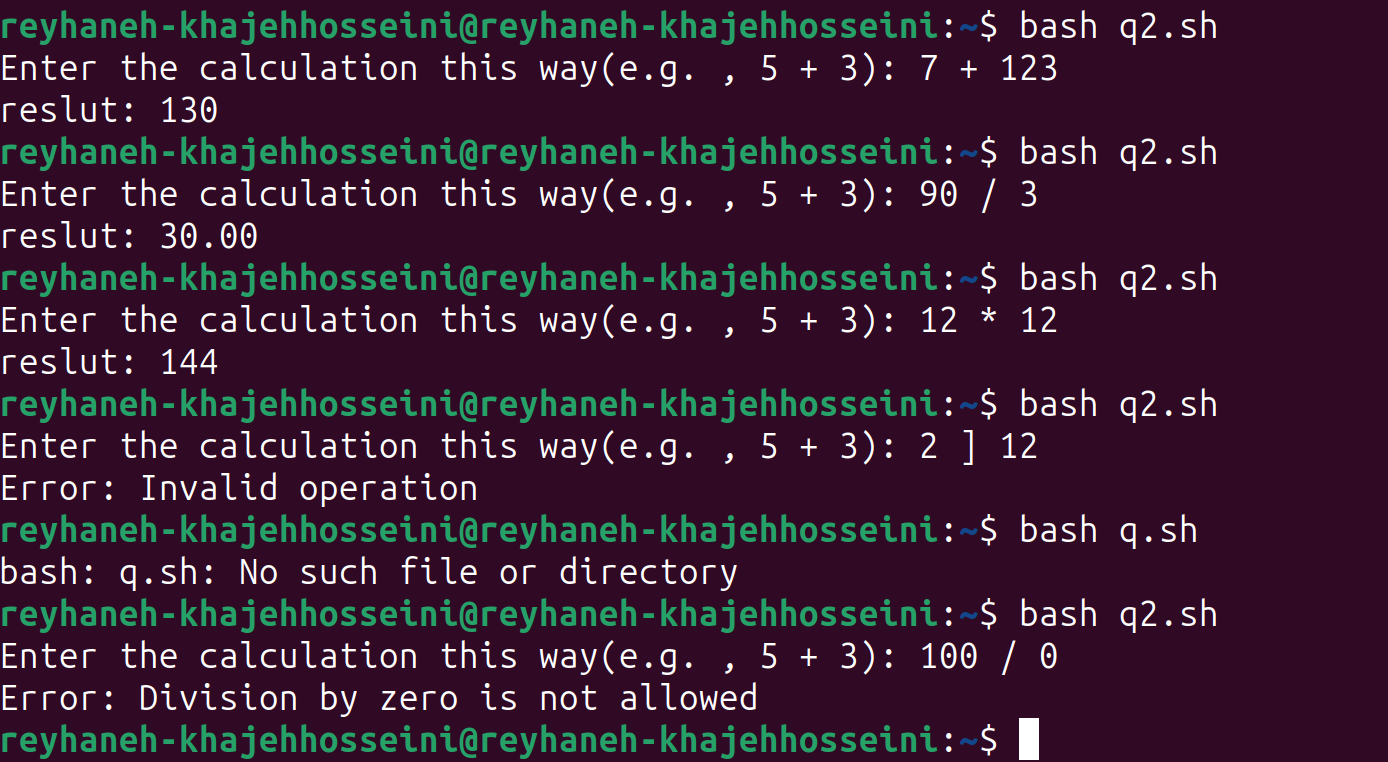 reyhaneh-khajehhosseini@reyhaneh-khajehhosseini:~$ bash q2.sh
Enter the calculation this way(e.g. , 5 + 3): 7 + 123
reslut: 130
reyhaneh-khajehhosseini@reyhaneh-khajehhosseini:~$ bash q2.sh
Enter the calculation this way(e.g. , 5 + 3): 90 / 3
reslut: 30.00
reyhaneh-khajehhosseini@reyhaneh-khajehhosseini:~$ bash q2.sh
Enter the calculation this way(e.g. , 5 + 3): 12 * 12
reslut: 144
reyhaneh-khajehhosseini@reyhaneh-khajehhosseini:~$ bash q2.sh
Enter the calculation this way(e.g. , 5 + 3): 2 ] 12
Error: Invalid operation
reyhaneh-khajehhosseini@reyhaneh-khajehhosseini:~$ bash q.sh
bash: q.sh: No such file or directory
reyhaneh-khajehhosseini@reyhaneh-khajehhosseini:~$ bash q2.sh
Enter the calculation this way(e.g. , 5 + 3): 100 / 0
Error: Division by zero is not allowed
reyhaneh-khajehhosseini@reyhaneh-khajehhosseini:~$